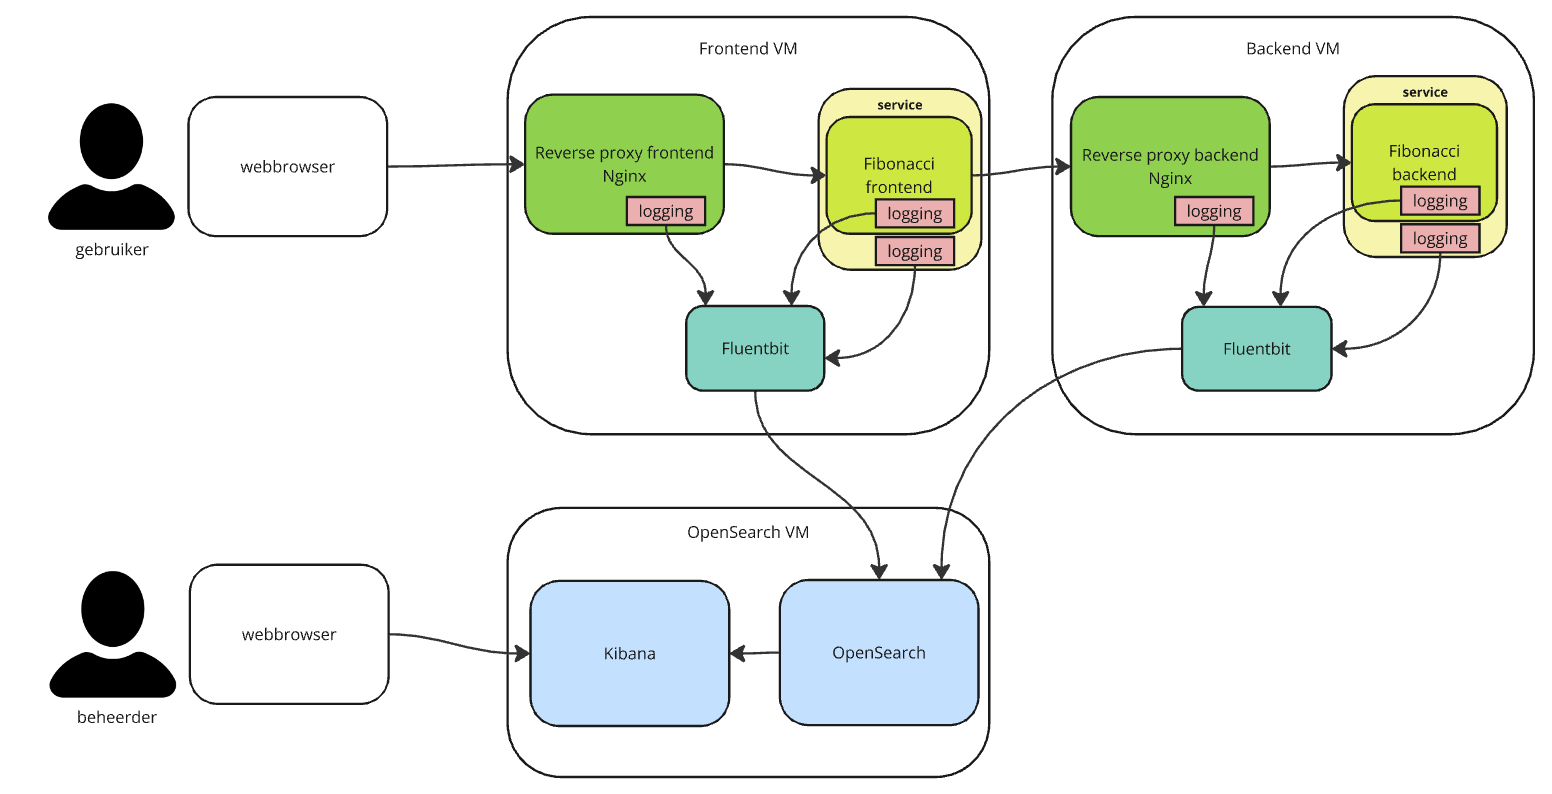 Frontend VM
Backend VM
webbrowser
gebruiker
Reverse proxy frontend
Nginx
logging
service
Fibonacci
frontend
logging
logging
Fluentbit
Reverse proxy backend
Nginx
logging
service
Fibonacci
backend
logging
logging
Fluentbit
OpenSearch VM
webbrowser
beheerder
Kibana
OpenSearch